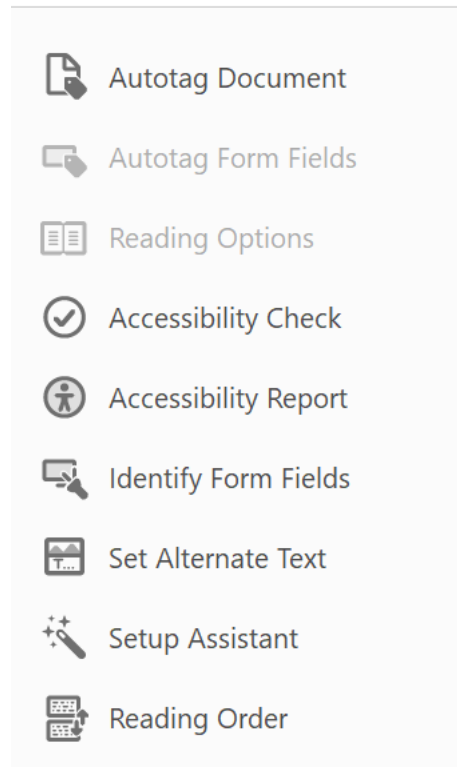 Autotag Document
Autotag Form Fields
Reading Options
Accessibility Check
Accessibility Report
Identify Form Fields
T...
Set Alternate Text
Setup Assistant
Reading Order